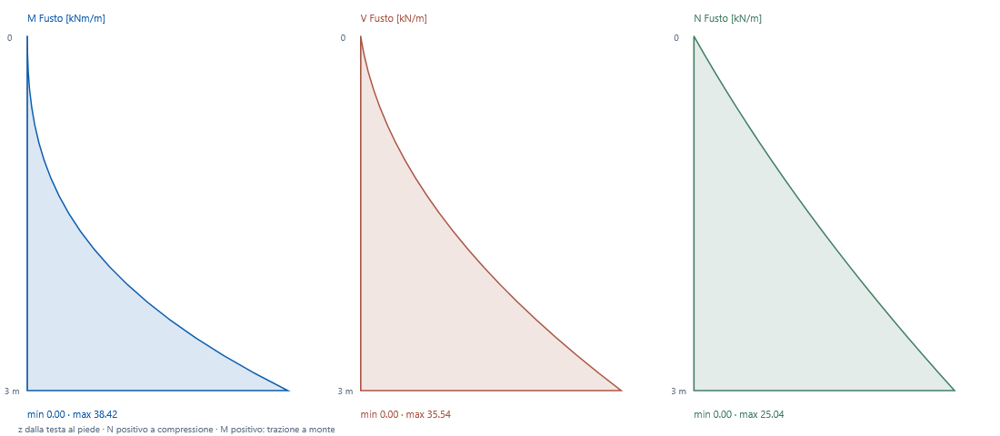 M Fusto [kNm/m]
V Fusto [kN/m]
N Fusto [kN/m]
0
0
0
3 m
3 m
3 m
min 0.00 · max 38.42
min 0.00 · max 35.54
min 0.00 · max 25.04
z dalla testa al piede · N positivo a compressione · M positivo: trazione a monte